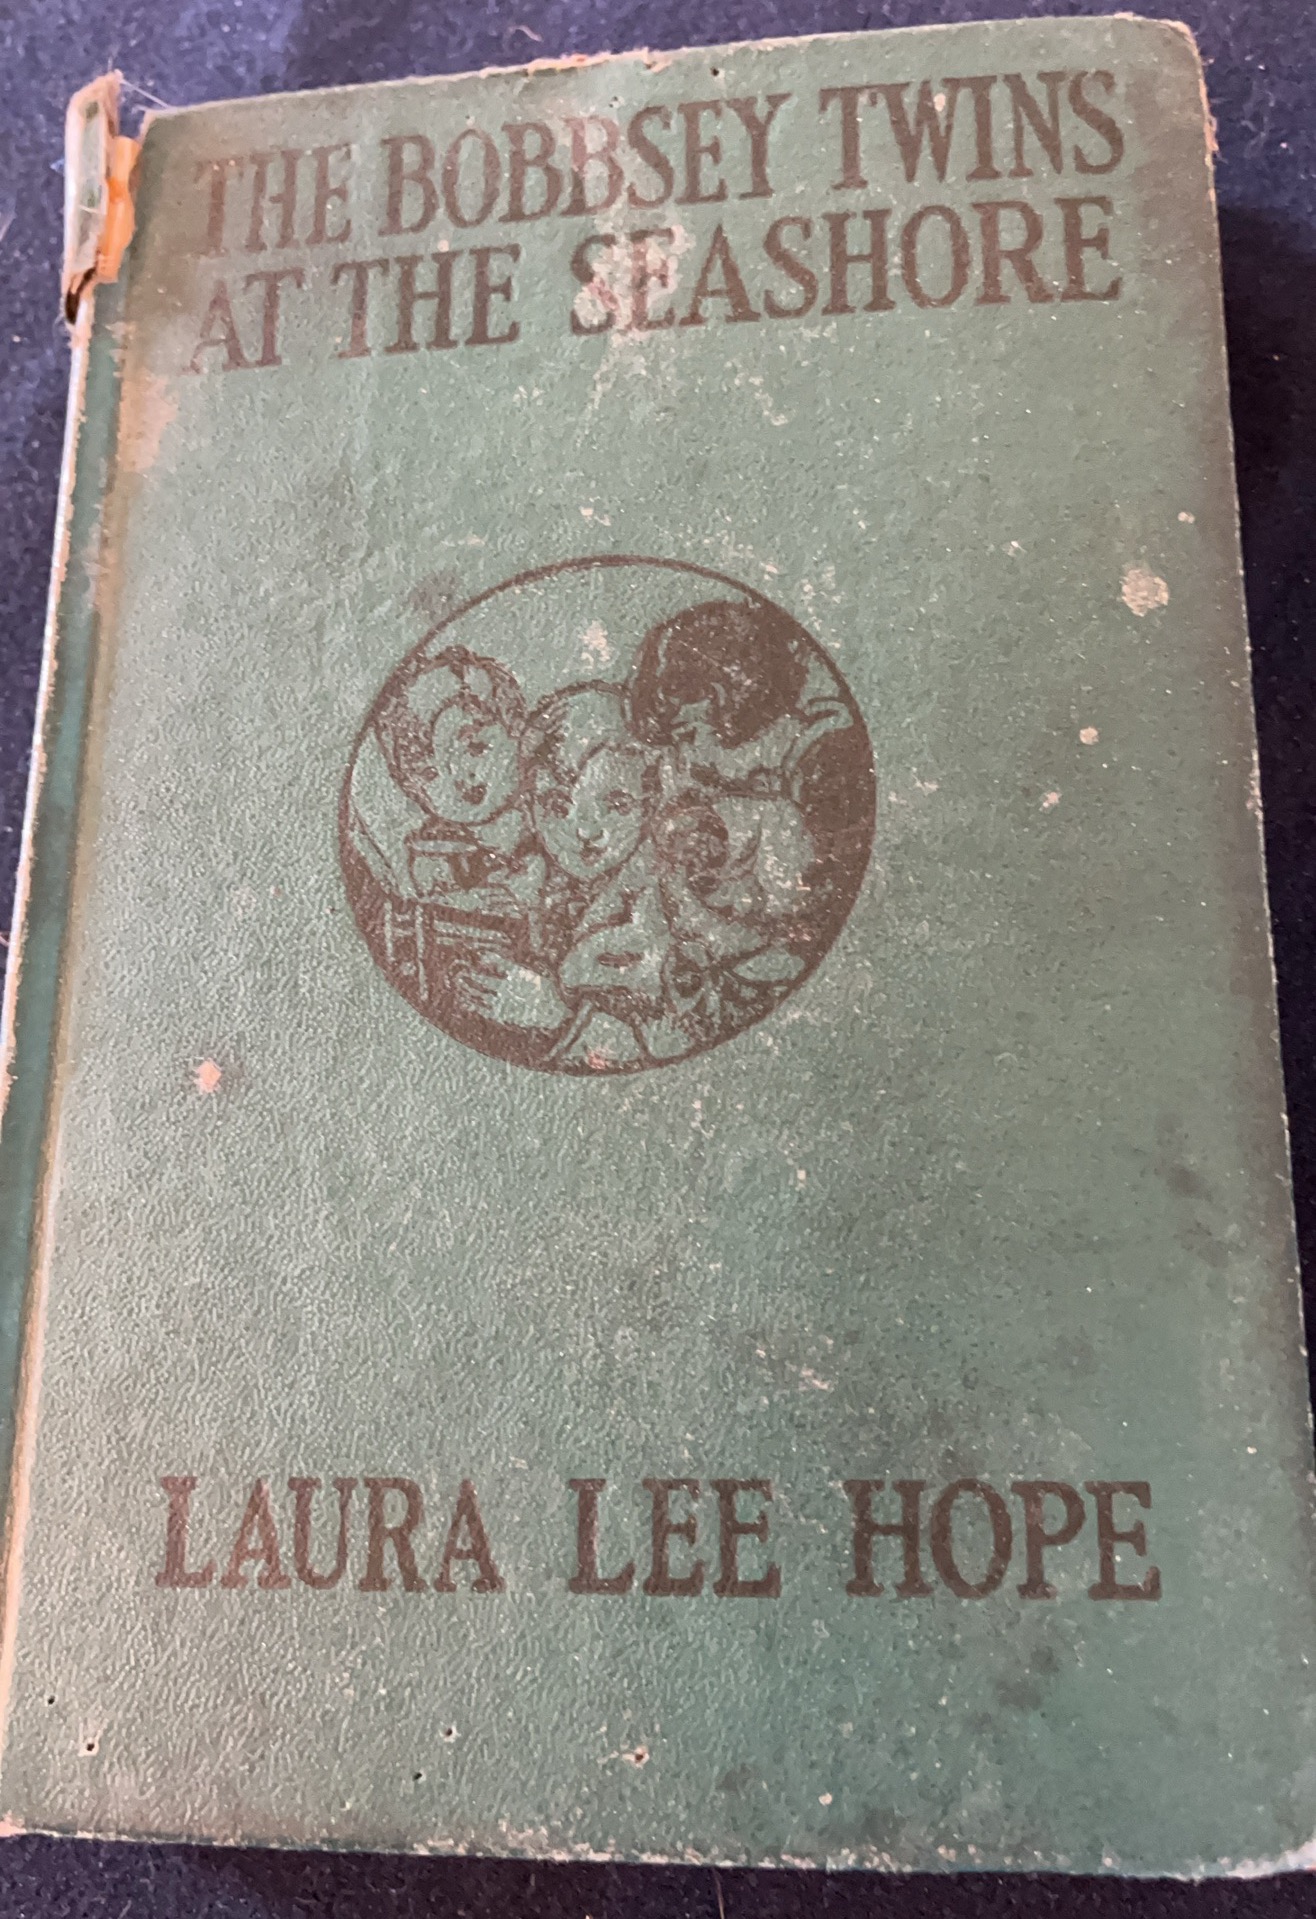 THE BOBBSEY TWINS
AT THE SEASHORE
LAURA LEE HOPE